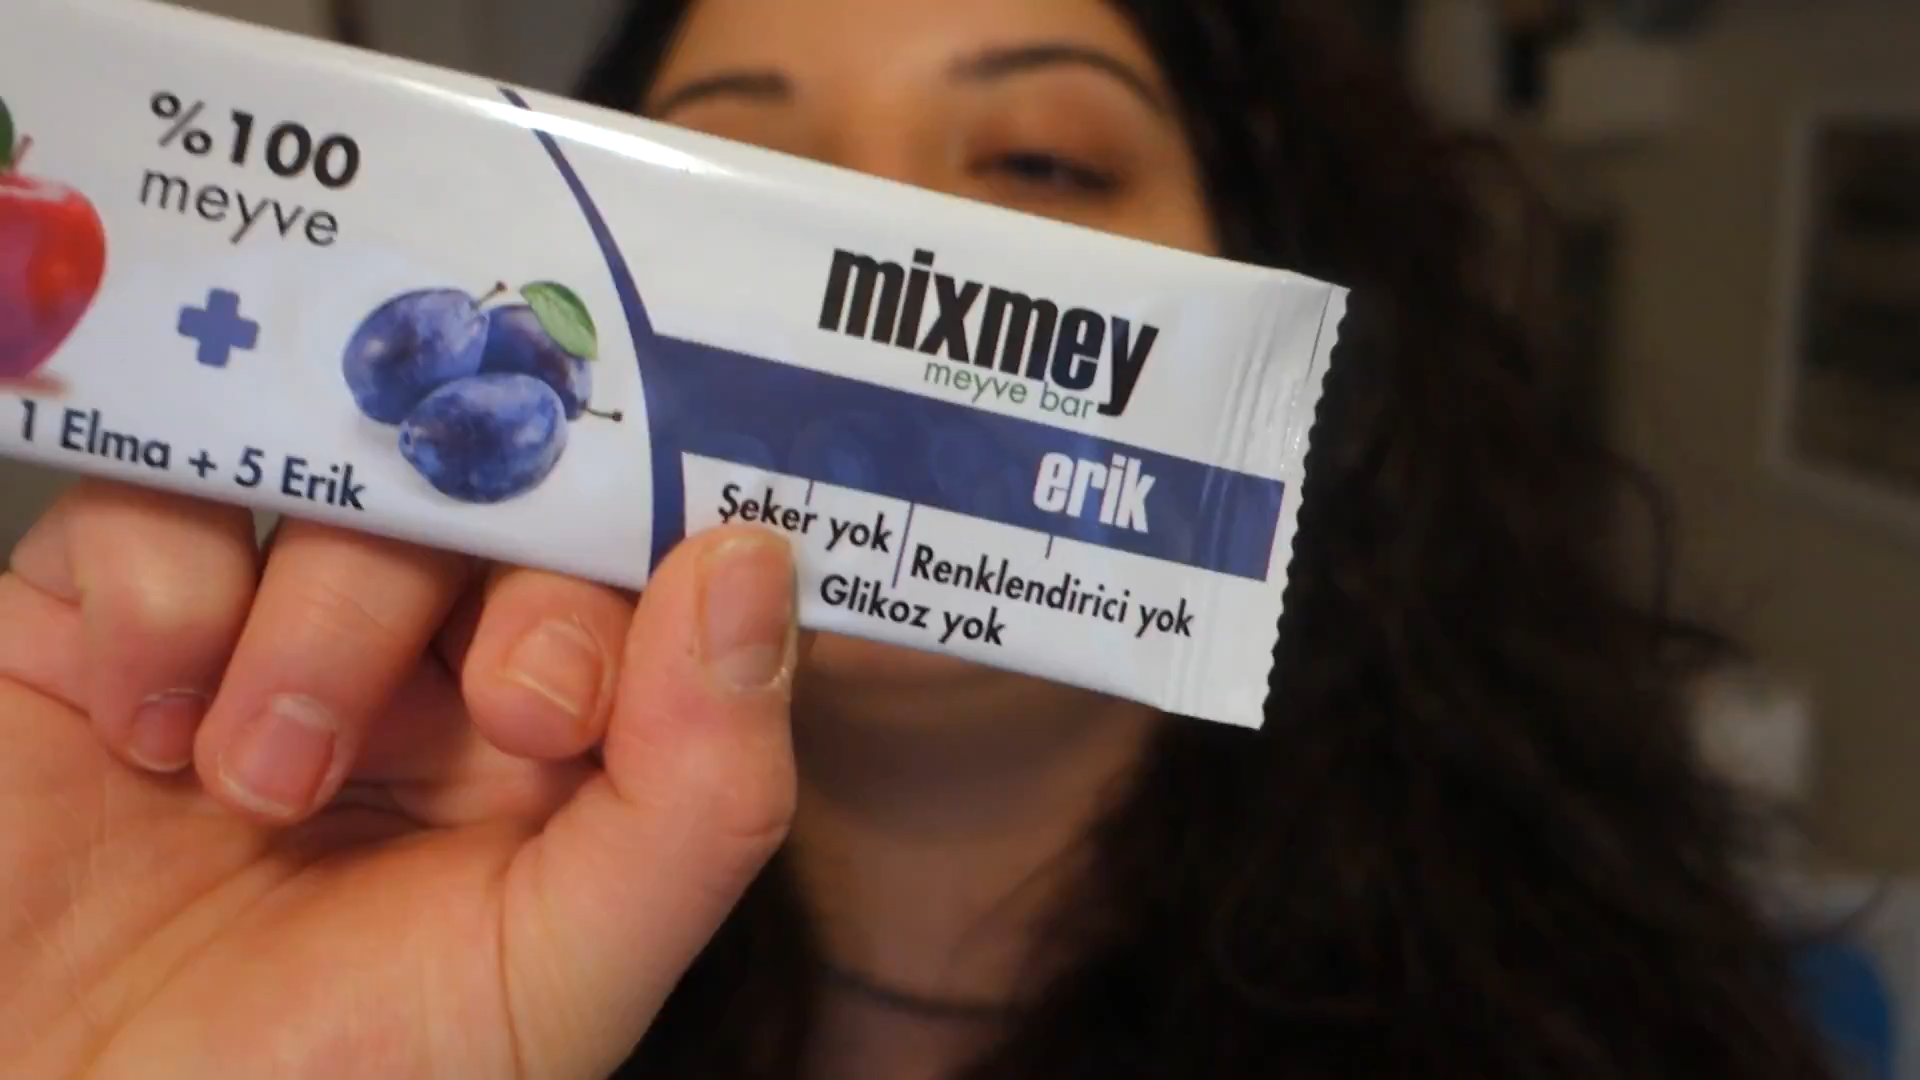 %100
meyve
1 Elma + 5 Erik
mixmey
meyve bar
erik
Şeker yok
Renklendirici yok
Glikoz yok